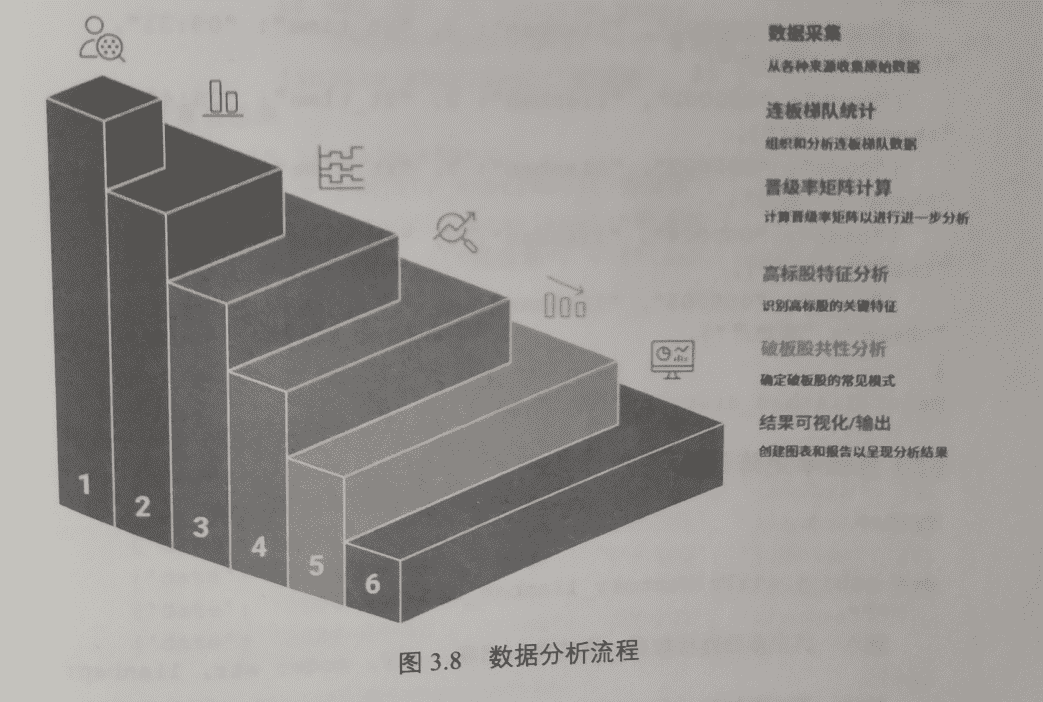 数据采集
从各种来源收集原始数据
连板梯队统计
组织和分析连板梯队数据
晋级率矩阵计算
计算晋级率矩阵以进行进一步分析
高标股特征分析
识别高标股的关键特征
破板股共性分析
确定破板股的常见模式
结果可视化/输出
创建图表和报告以呈现分析结果
1
2
3
4
5
6
图 3.8 数据分析流程